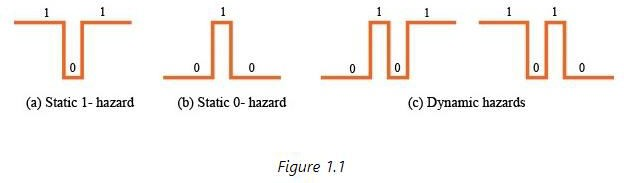 1 1
0
(a) Static 1- hazard
1
0 0
(b) Static 0- hazard
1 1
0 0
1 1
0 0
(c) Dynamic hazards
Figure 1.1